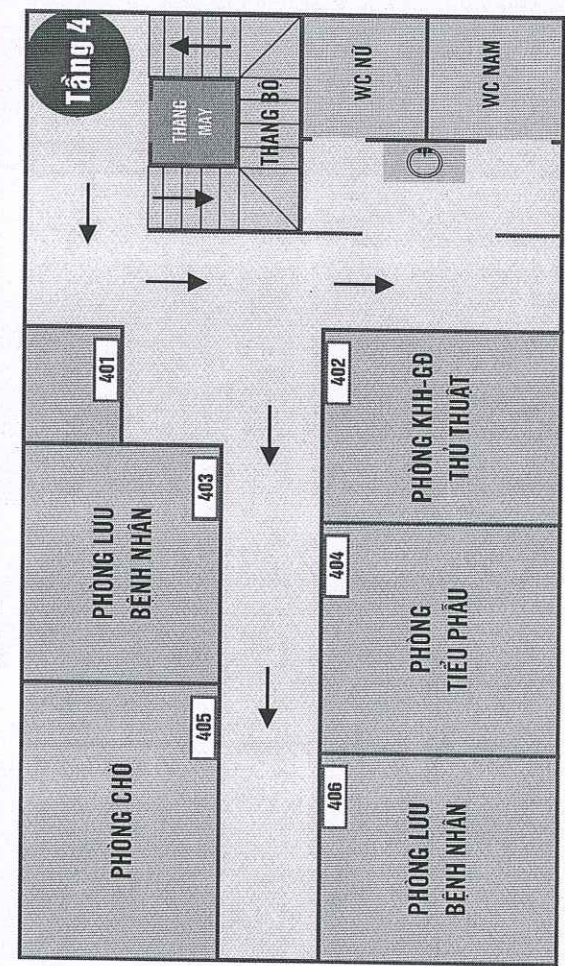 Tầng 4
THANG
MÁY
THANG BỘ
WC NỮ
WC NAM
401
402
PHÒNG KHH-GĐ
THỦ THUẬT
403
PHÒNG LƯU
BỆNH NHÂN
404
PHÒNG
TIỂU PHẪU
405
PHÒNG CHỜ
406
PHÒNG LƯU
BỆNH NHÂN